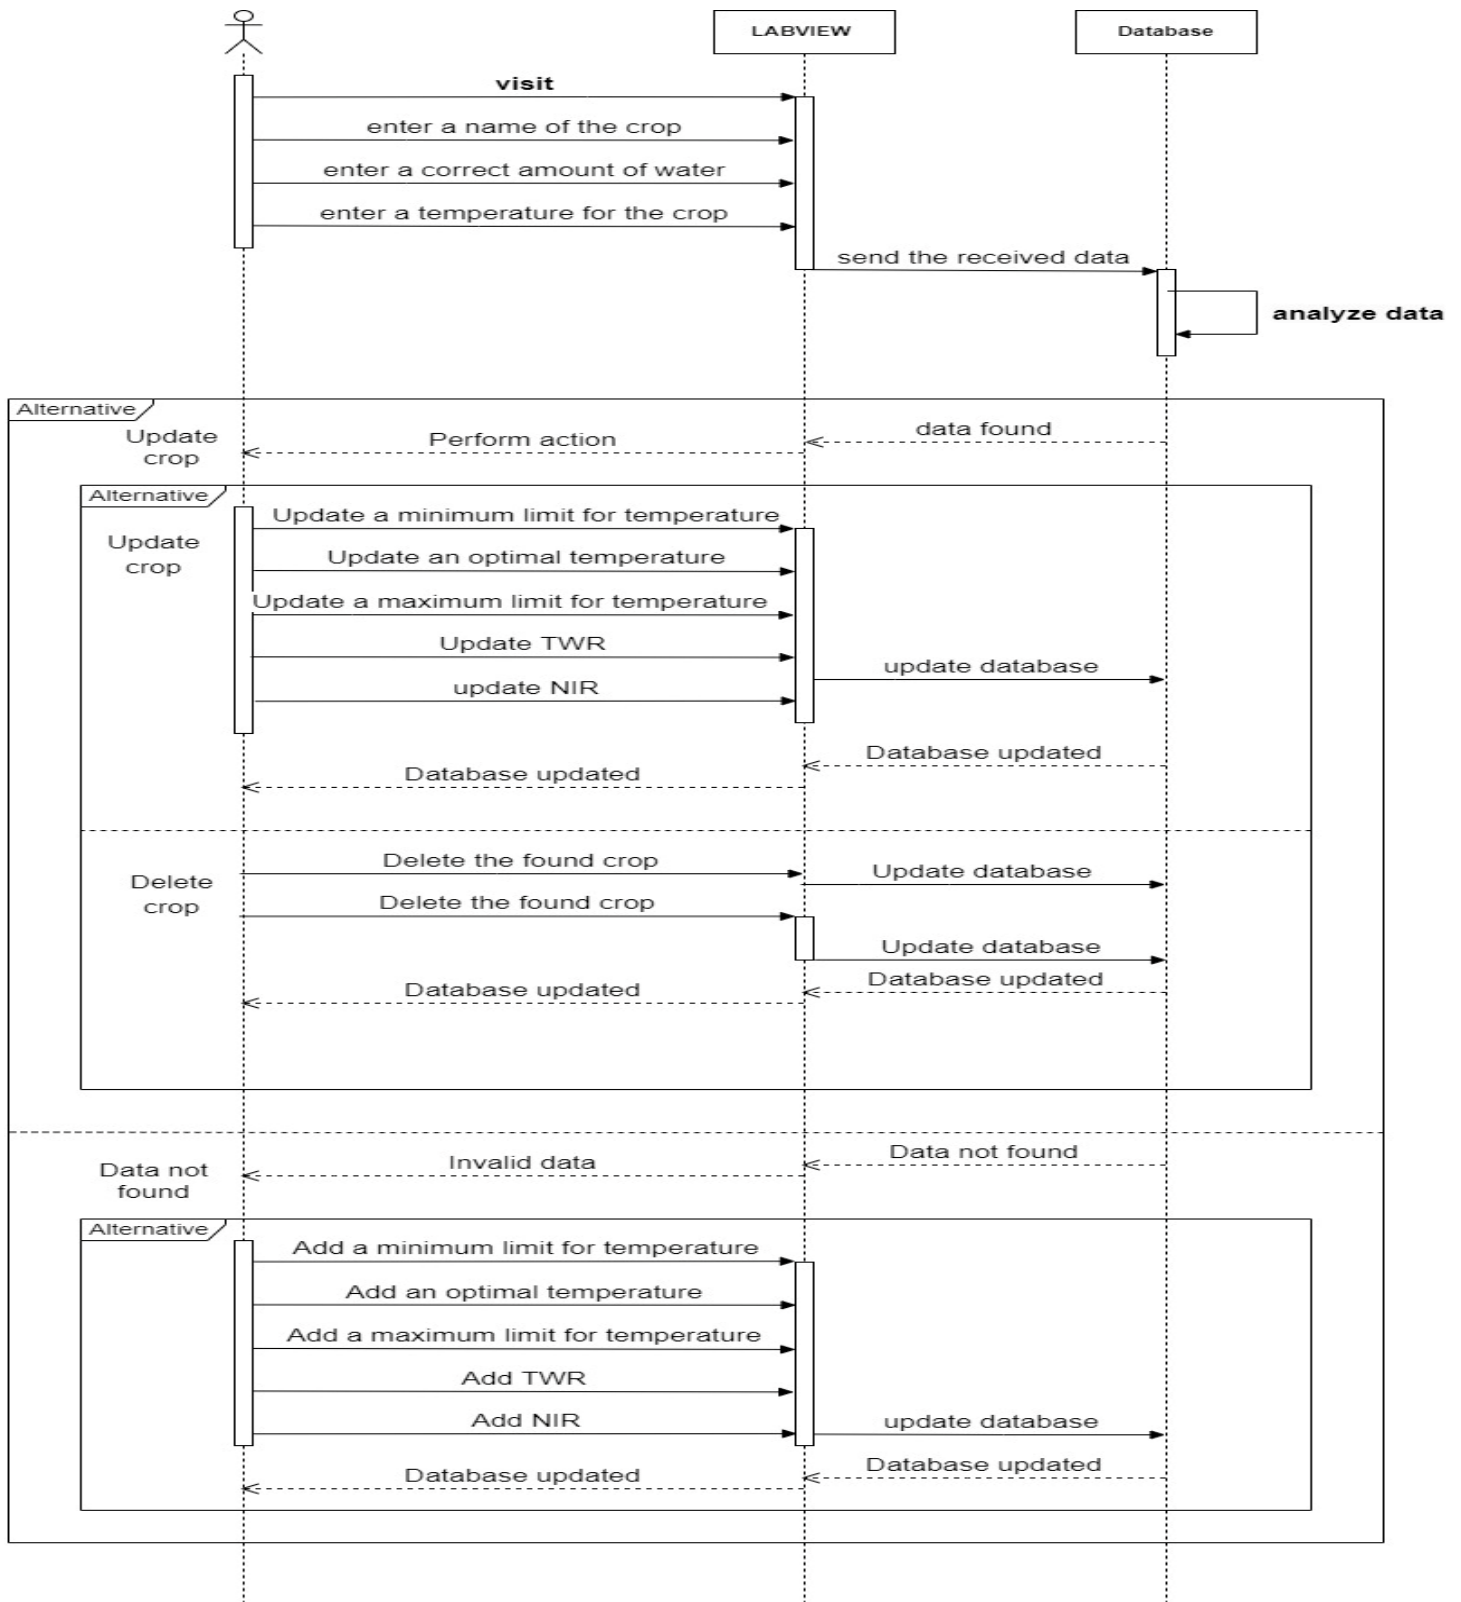 LABVIEW
Database
visit
enter a name of the crop
enter a correct amount of water
enter a temperature for the crop
send the received data
analyze data
Alternative
Update
crop
Perform action
data found
Alternative
Update
crop
Update a minimum limit for temperature
Update an optimal temperature
Update a maximum limit for temperature
Update TWR
update database
update NIR
Database updated
Database updated
Delete
crop
Delete the found crop
Update database
Delete the found crop
Update database
Database updated
Database updated
Data not
found
Invalid data
Data not found
Alternative
Add a minimum limit for temperature
Add an optimal temperature
Add a maximum limit for temperature
Add TWR
Add NIR
update database
Database updated
Database updated